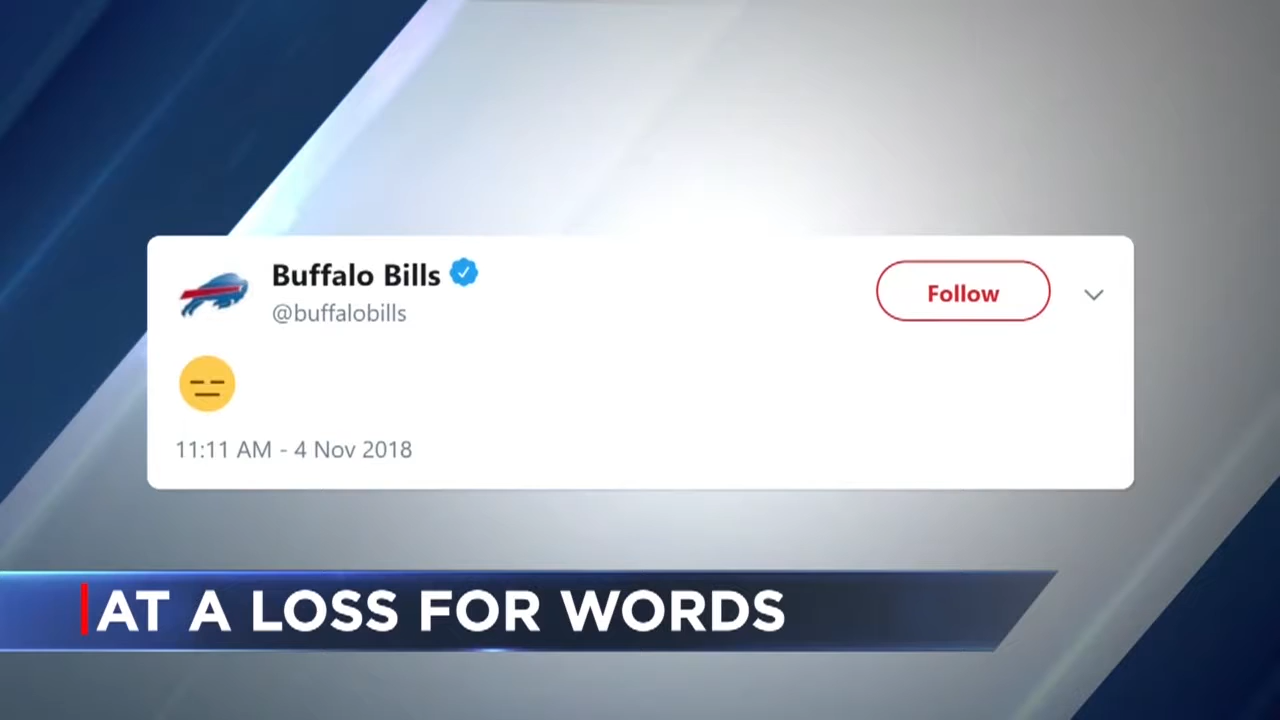 Buffalo Bills
@buffalobills
Follow
😑
11:11 AM - 4 Nov 2018
AT A LOSS FOR WORDS